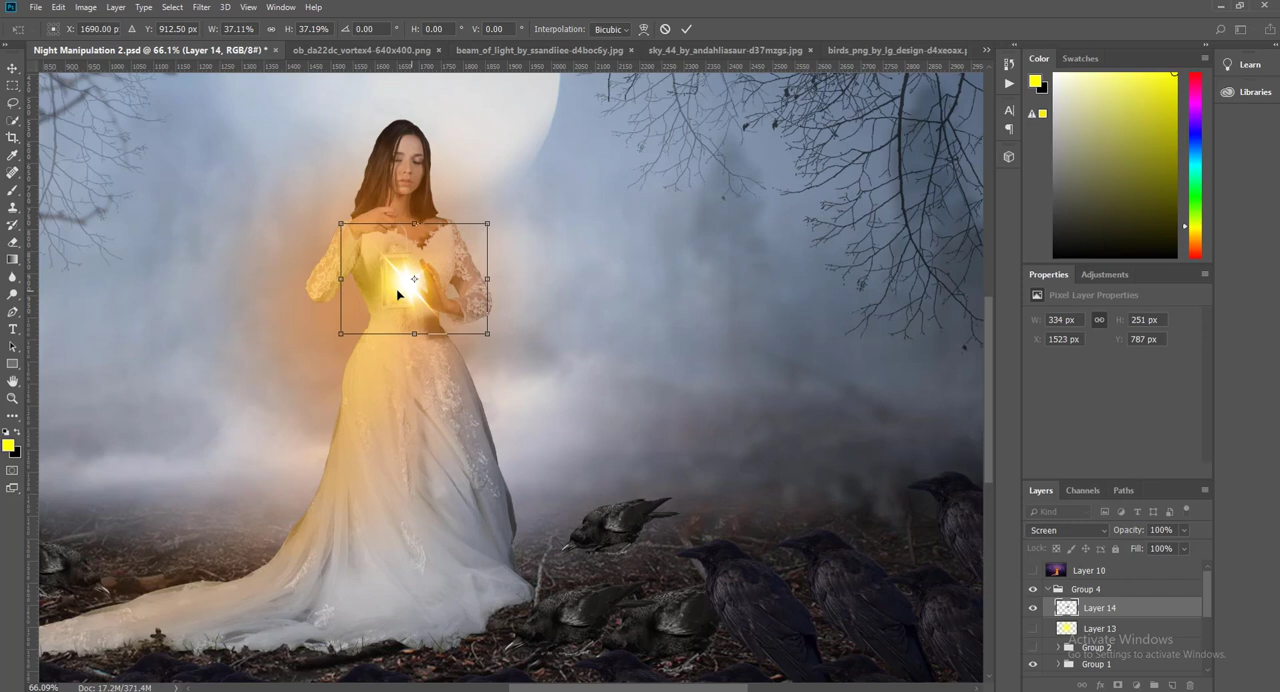 Ps File Edit Image Layer Type Select Filter 3D View Window Help
X: 1690.00 p Y: 912.50 px W: 37.11% H: 37.19% 0.00 ° H: 0.00 ° V: 0.00 ° Interpolation: Bicubic
Night Manipulation 2.psd @ 66.1% (Layer 14, RGB/8#) * × ob_da22dc_vortex4-640x400.png × beam_of_light_by_ssandiiee-d4boc6y.jpg × sky_44_by_andahliasaur-d37mzgs.jpg × birds_png_by_lg_design-d4xeoax.p »
Color Swatches
Learn
Libraries
Properties Adjustments
Pixel Layer Properties
W: 334 px H: 251 px
X: 1523 px Y: 787 px
Layers Channels Paths
Kind
Screen Opacity: 100%
Lock: Fill: 100%
Layer 10
Group 4
Layer 14
Layer 13
Activate Windows
Group 2
Go to Settings to activate Windows.
Group 1
66.09% Doc: 17.2M/371.4M